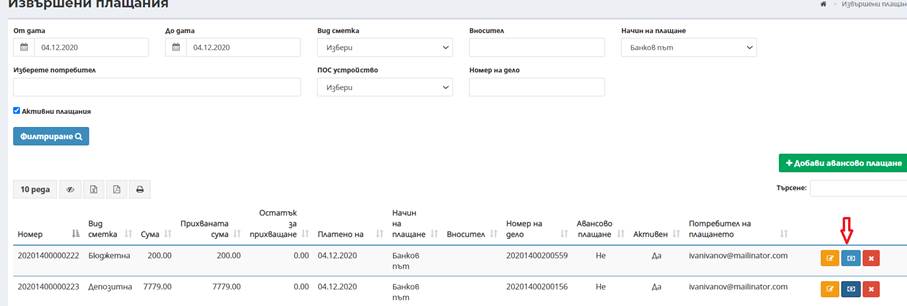 Извършени плащания
Извършени плащан
От дата
До дата
Вид сметка
Вносител
Начин на плащане
04.12.2020
04.12.2020
Избери
Банков път
Изберете потребител
ПОС устройство
Номер на дело
Избери
Активни плащания
Филтриране
+ Добави авансово плащане
10 реда
Търсене:
Номер
Вид сметка
Сума
Прихваната сума
Остатък за прихващане
Платено на
Начин на плащане
Вносител
Номер на дело
Авансово плащане
Активен
Потребител на плащането
20201400000222 Бюджетна 200.00 200.00 0.00 04.12.2020 Банков път 20201400200559 Не Да ivanivanov@mailinator.com
20201400000223 Депозитна 7779.00 7779.00 0.00 04.12.2020 Банков път 20201400200156 Не Да ivanivanov@mailinator.com